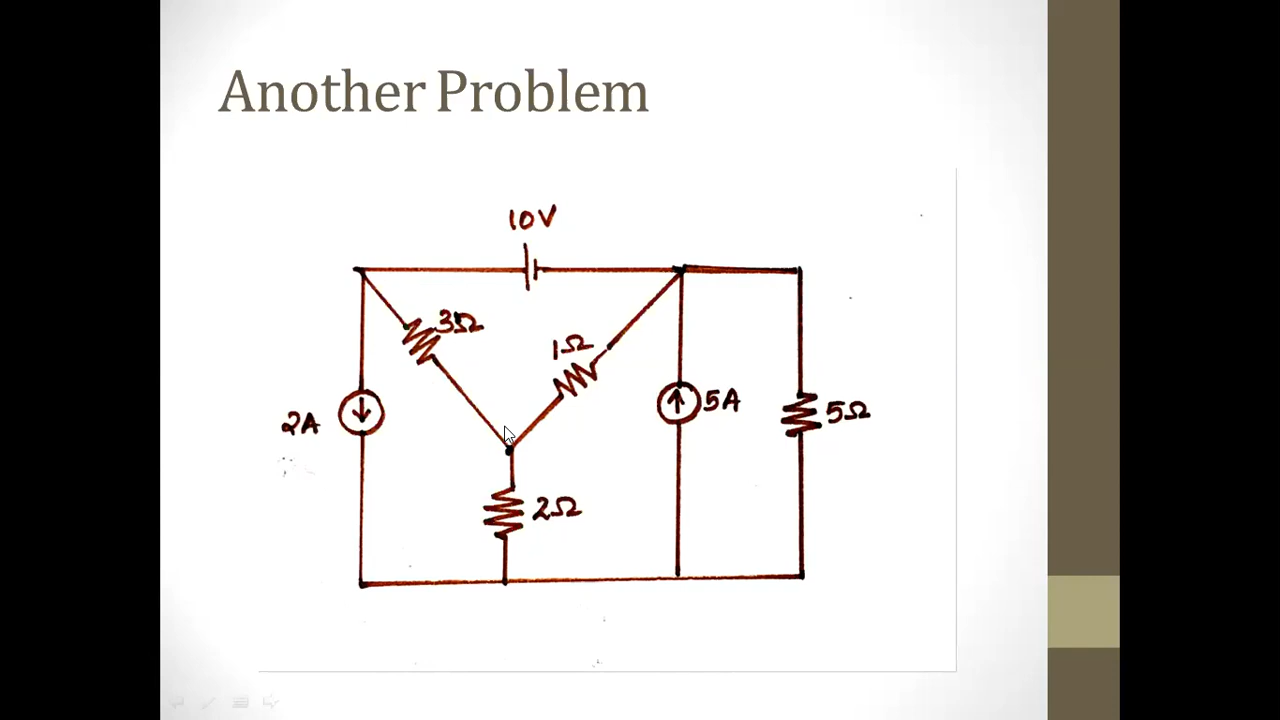 Another Problem
10V
3Ω
1Ω
2A
5A
5Ω
2Ω